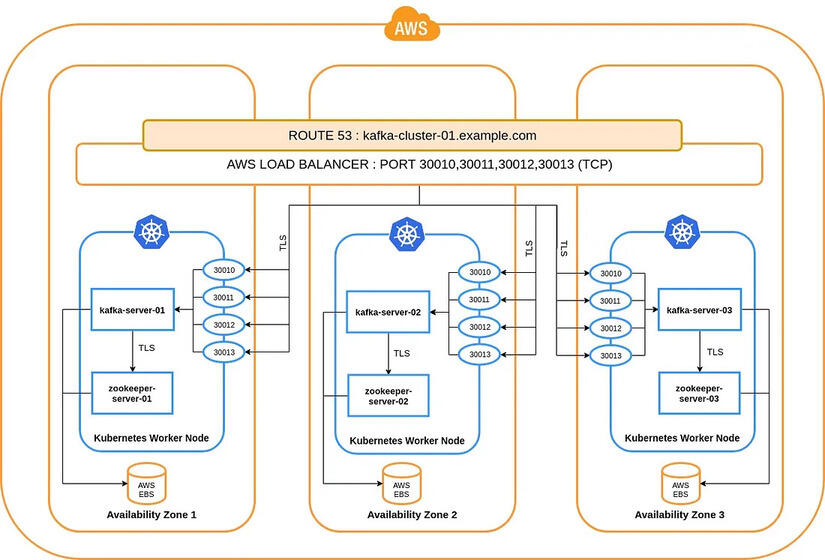 AWS
ROUTE 53 : kafka-cluster-01.example.com
AWS LOAD BALANCER : PORT 30010,30011,30012,30013 (TCP)
TLS
30010
30011
30012
30013
kafka-server-01
TLS
zookeeper-
server-01
Kubernetes Worker Node
AWS
EBS
Availability Zone 1
TLS
30010
30011
30012
30013
kafka-server-02
TLS
zookeeper-
server-02
Kubernetes Worker Node
AWS
EBS
Availability Zone 2
TLS
30010
30011
30012
30013
kafka-server-03
TLS
zookeeper-
server-03
Kubernetes Worker Node
AWS
EBS
Availability Zone 3